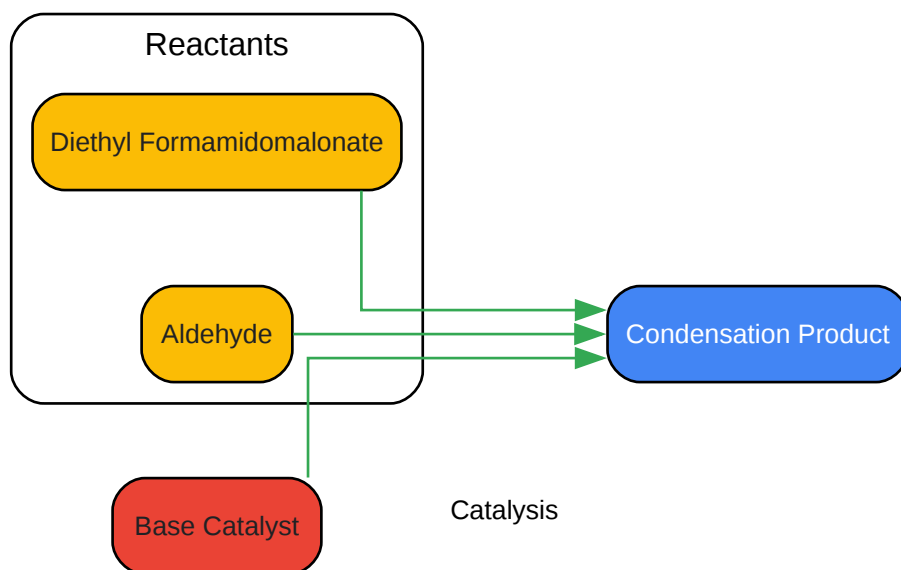 Reactants
Diethyl Formamidomalonate
Aldehyde
Condensation Product
Base Catalyst
Catalysis